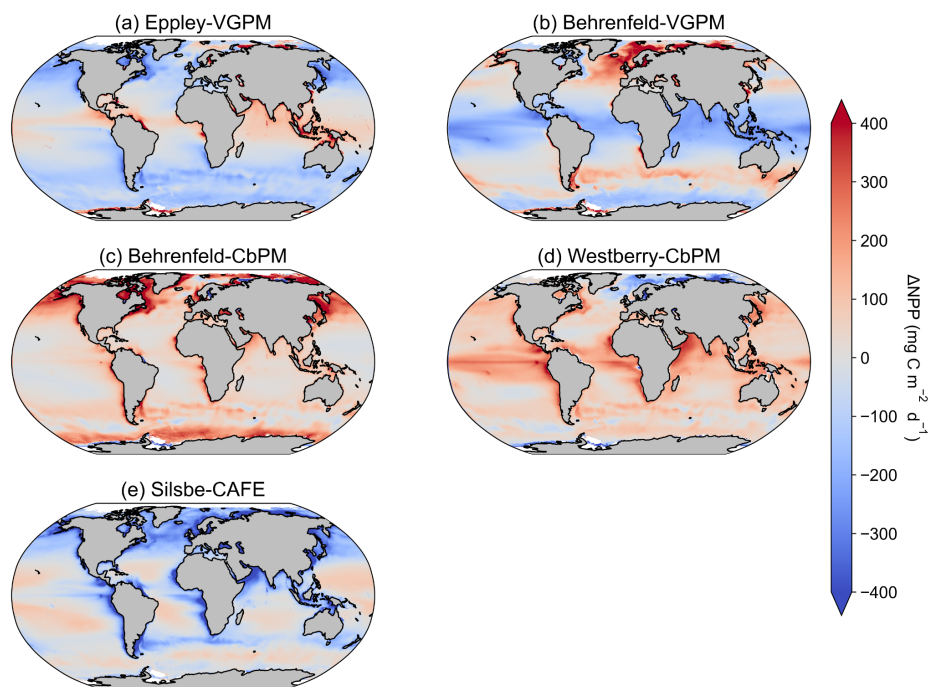 (a) Eppley-VGPM
(b) Behrenfeld-VGPM
(c) Behrenfeld-CbPM
(d) Westberry-CbPM
(e) Silsbe-CAFE
400
300
200
100
0
−100
−200
−300
−400
ΔNPP (mg C m⁻² d⁻¹)